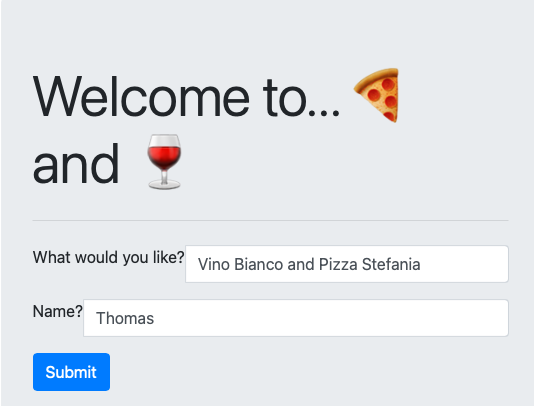 Welcome to... 🍕
and 🍷
What would you like? Vino Bianco and Pizza Stefania
Name? Thomas
Submit